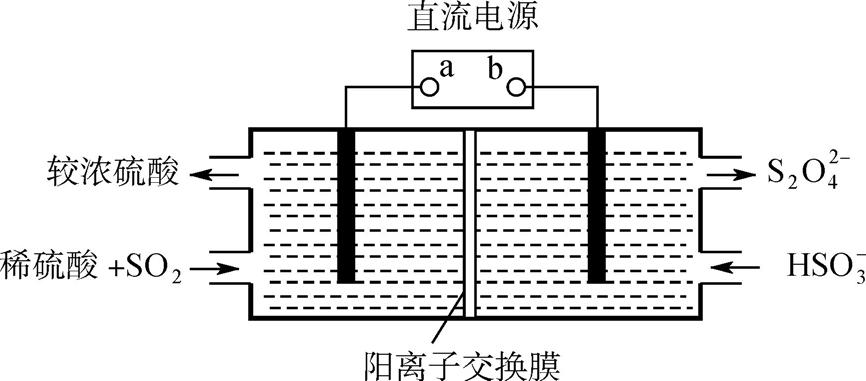 直流电源
a b
较浓硫酸
S₂O₄²⁻
稀硫酸 +SO₂
HSO₃⁻
阳离子交换膜